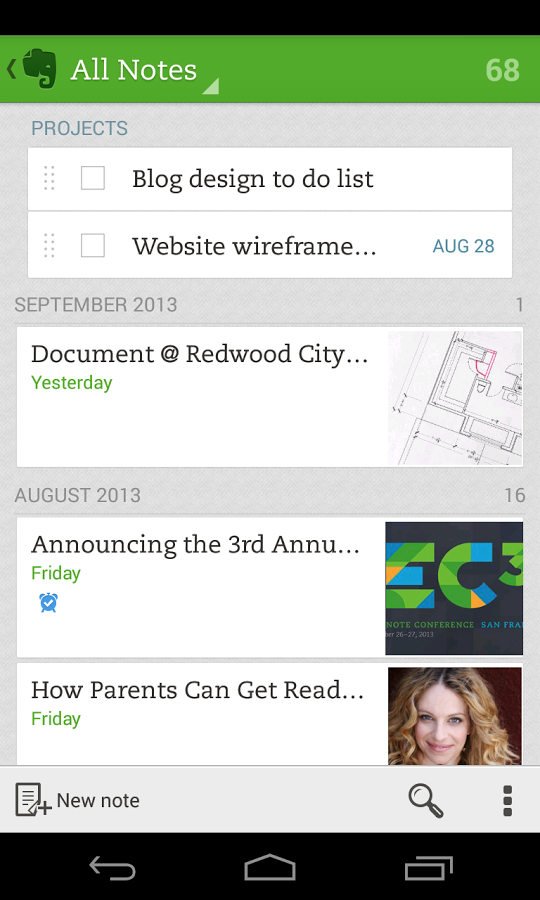 All Notes 68
PROJECTS
Blog design to do list
Website wireframe... AUG 28
SEPTEMBER 2013 1
Document @ Redwood City...
Yesterday
AUGUST 2013 16
Announcing the 3rd Annu...
Friday
EC3
NOTE CONFERENCE SAN FRA
ber 26–27, 2013
How Parents Can Get Read...
Friday
New note